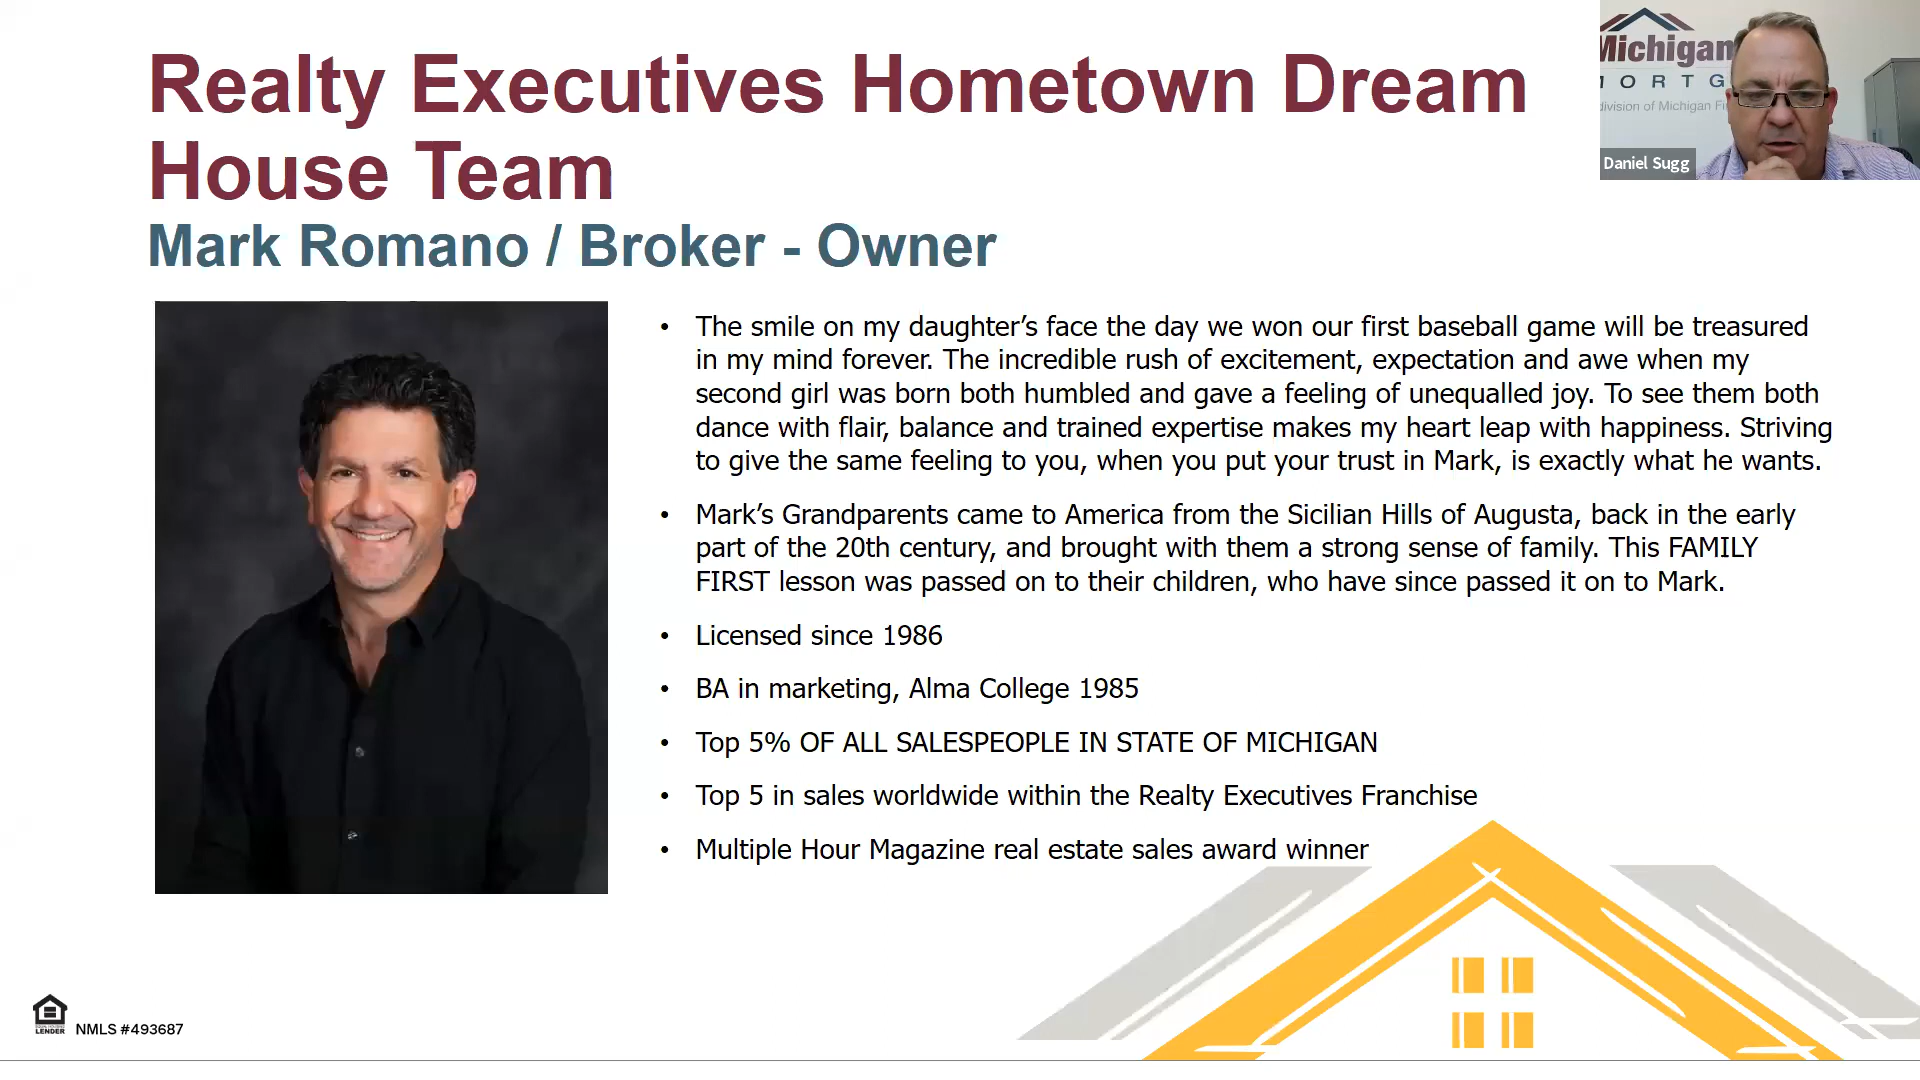 Realty Executives Hometown Dream
House Team
Mark Romano / Broker - Owner
Michigan
MORTG
division of Michigan Fi
Daniel Sugg
• The smile on my daughter’s face the day we won our first baseball game will be treasured
in my mind forever. The incredible rush of excitement, expectation and awe when my
second girl was born both humbled and gave a feeling of unequalled joy. To see them both
dance with flair, balance and trained expertise makes my heart leap with happiness. Striving
to give the same feeling to you, when you put your trust in Mark, is exactly what he wants.
• Mark’s Grandparents came to America from the Sicilian Hills of Augusta, back in the early
part of the 20th century, and brought with them a strong sense of family. This FAMILY
FIRST lesson was passed on to their children, who have since passed it on to Mark.
• Licensed since 1986
• BA in marketing, Alma College 1985
• Top 5% OF ALL SALESPEOPLE IN STATE OF MICHIGAN
• Top 5 in sales worldwide within the Realty Executives Franchise
• Multiple Hour Magazine real estate sales award winner
LENDER
NMLS #493687